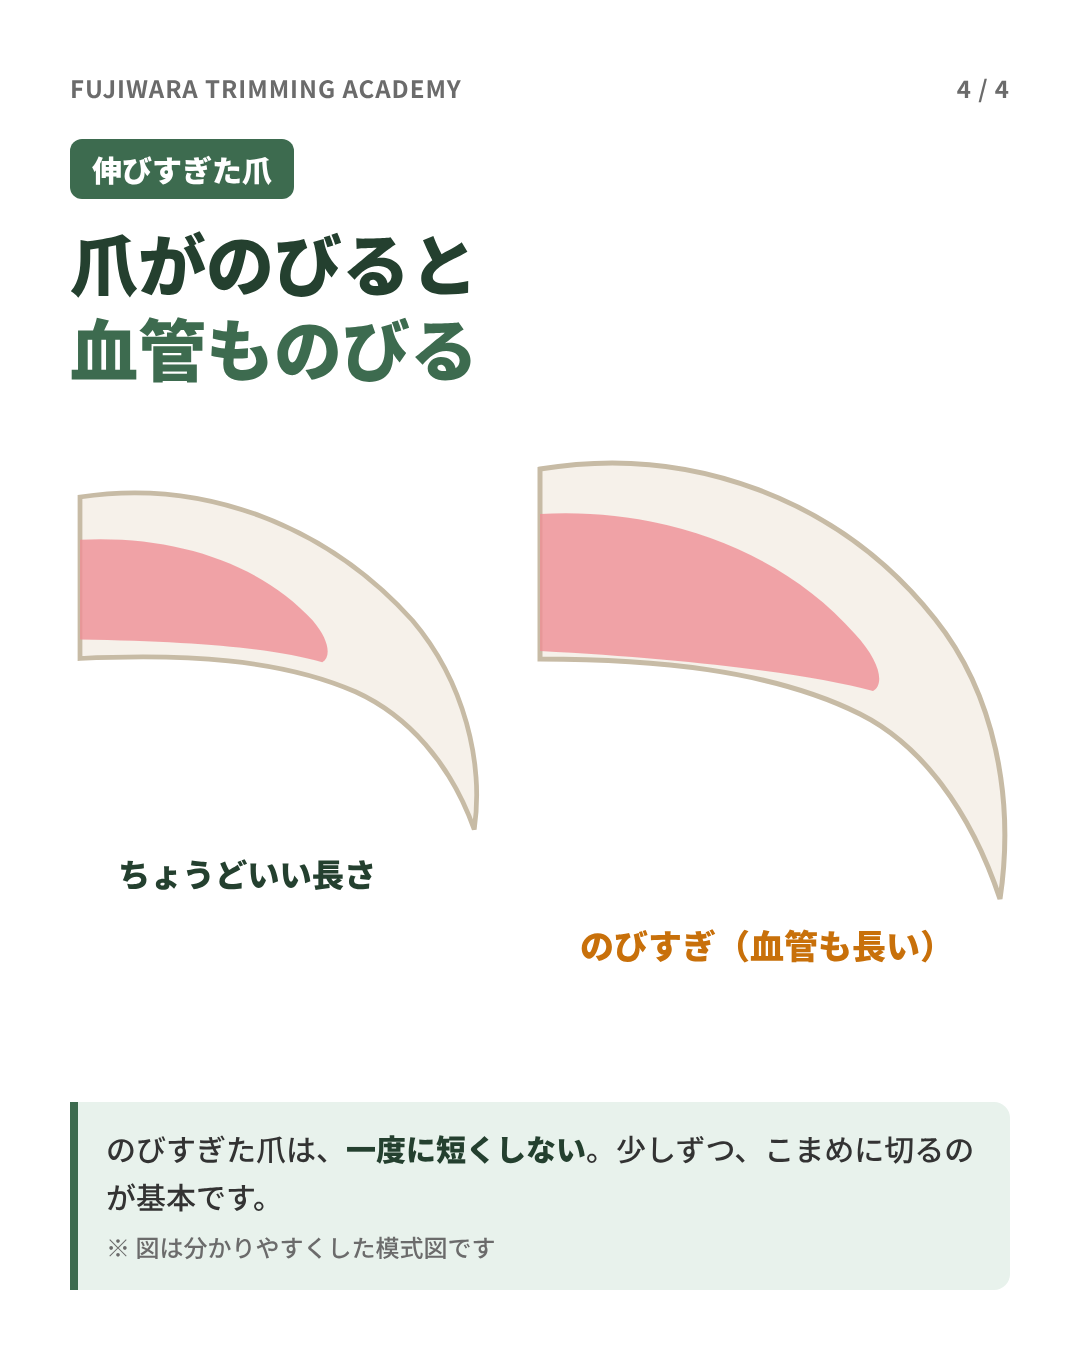 FUJIWARA TRIMMING ACADEMY
4 / 4
伸びすぎた爪
爪がのびると
血管ものびる
ちょうどいい長さ
のびすぎ（血管も長い）
のびすぎた爪は、一度に短くしない。少しずつ、こまめに切るの
が基本です。
※ 図は分かりやすくした模式図です